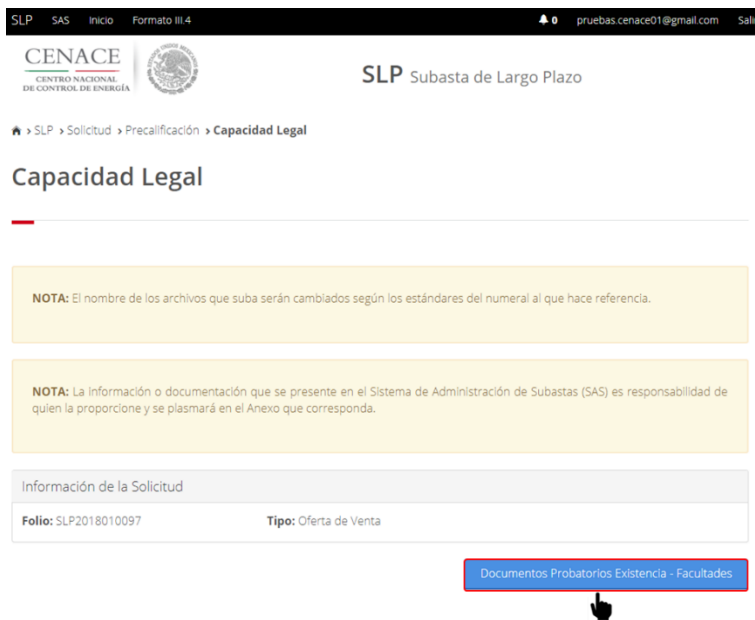 SLP SAS Inicio Formato III.4 0 pruebas.cenace01@gmail.com Sali
CENACE
CENTRO NACIONAL
DE CONTROL DE ENERGÍA
SLP Subasta de Largo Plazo
> SLP > Solicitud > Precalificación > Capacidad Legal
Capacidad Legal
NOTA: El nombre de los archivos que suba serán cambiados según los estándares del numeral al que hace referencia.
NOTA: La información o documentación que se presente en el Sistema de Administración de Subastas (SAS) es responsabilidad de
quien la proporcione y se plasmará en el Anexo que corresponda.
Información de la Solicitud
Folio: SLP2018010097 Tipo: Oferta de Venta
Documentos Probatorios Existencia - Facultades